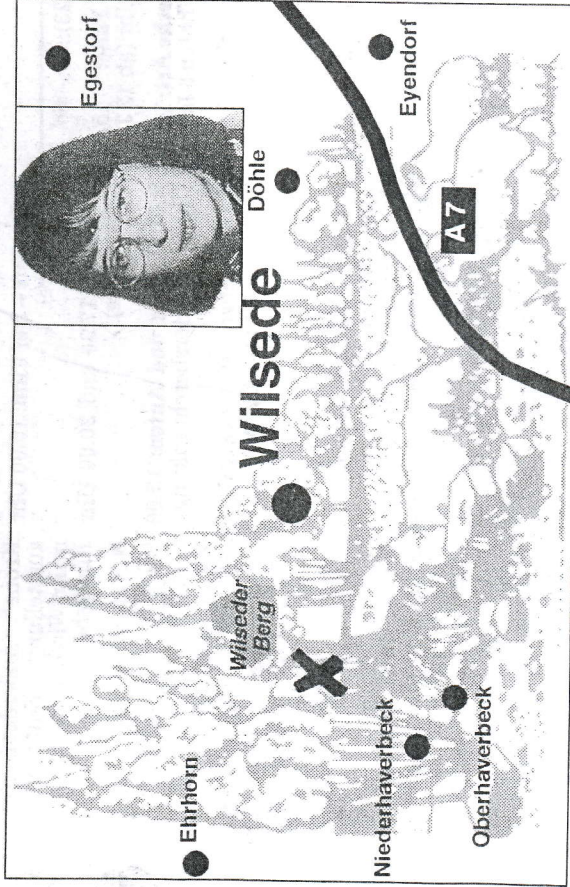 Egestorf
Eyendorf
Döhle
A7
Wilsede
Wilseder
Berg
Ehrhorn
Niederhaverbeck
Oberhaverbeck